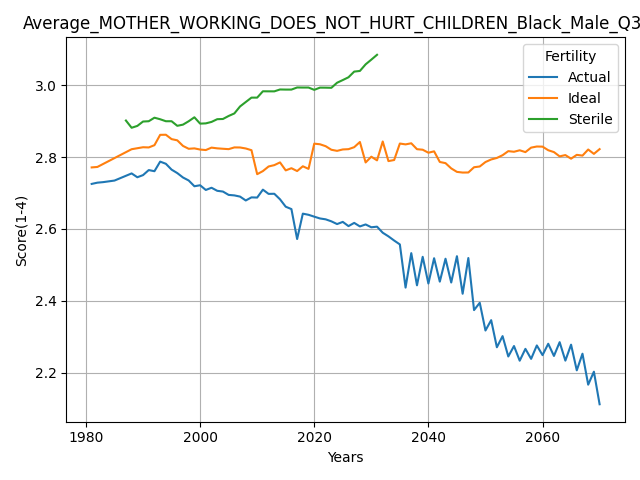 Average_MOTHER_WORKING_DOES_NOT_HURT_CHILDREN_Black_Male_Q3
Fertility
Actual
Ideal
Sterile
Score(1-4)
3.0
2.8
2.6
2.4
2.2
1980 2000 2020 2040 2060
Years